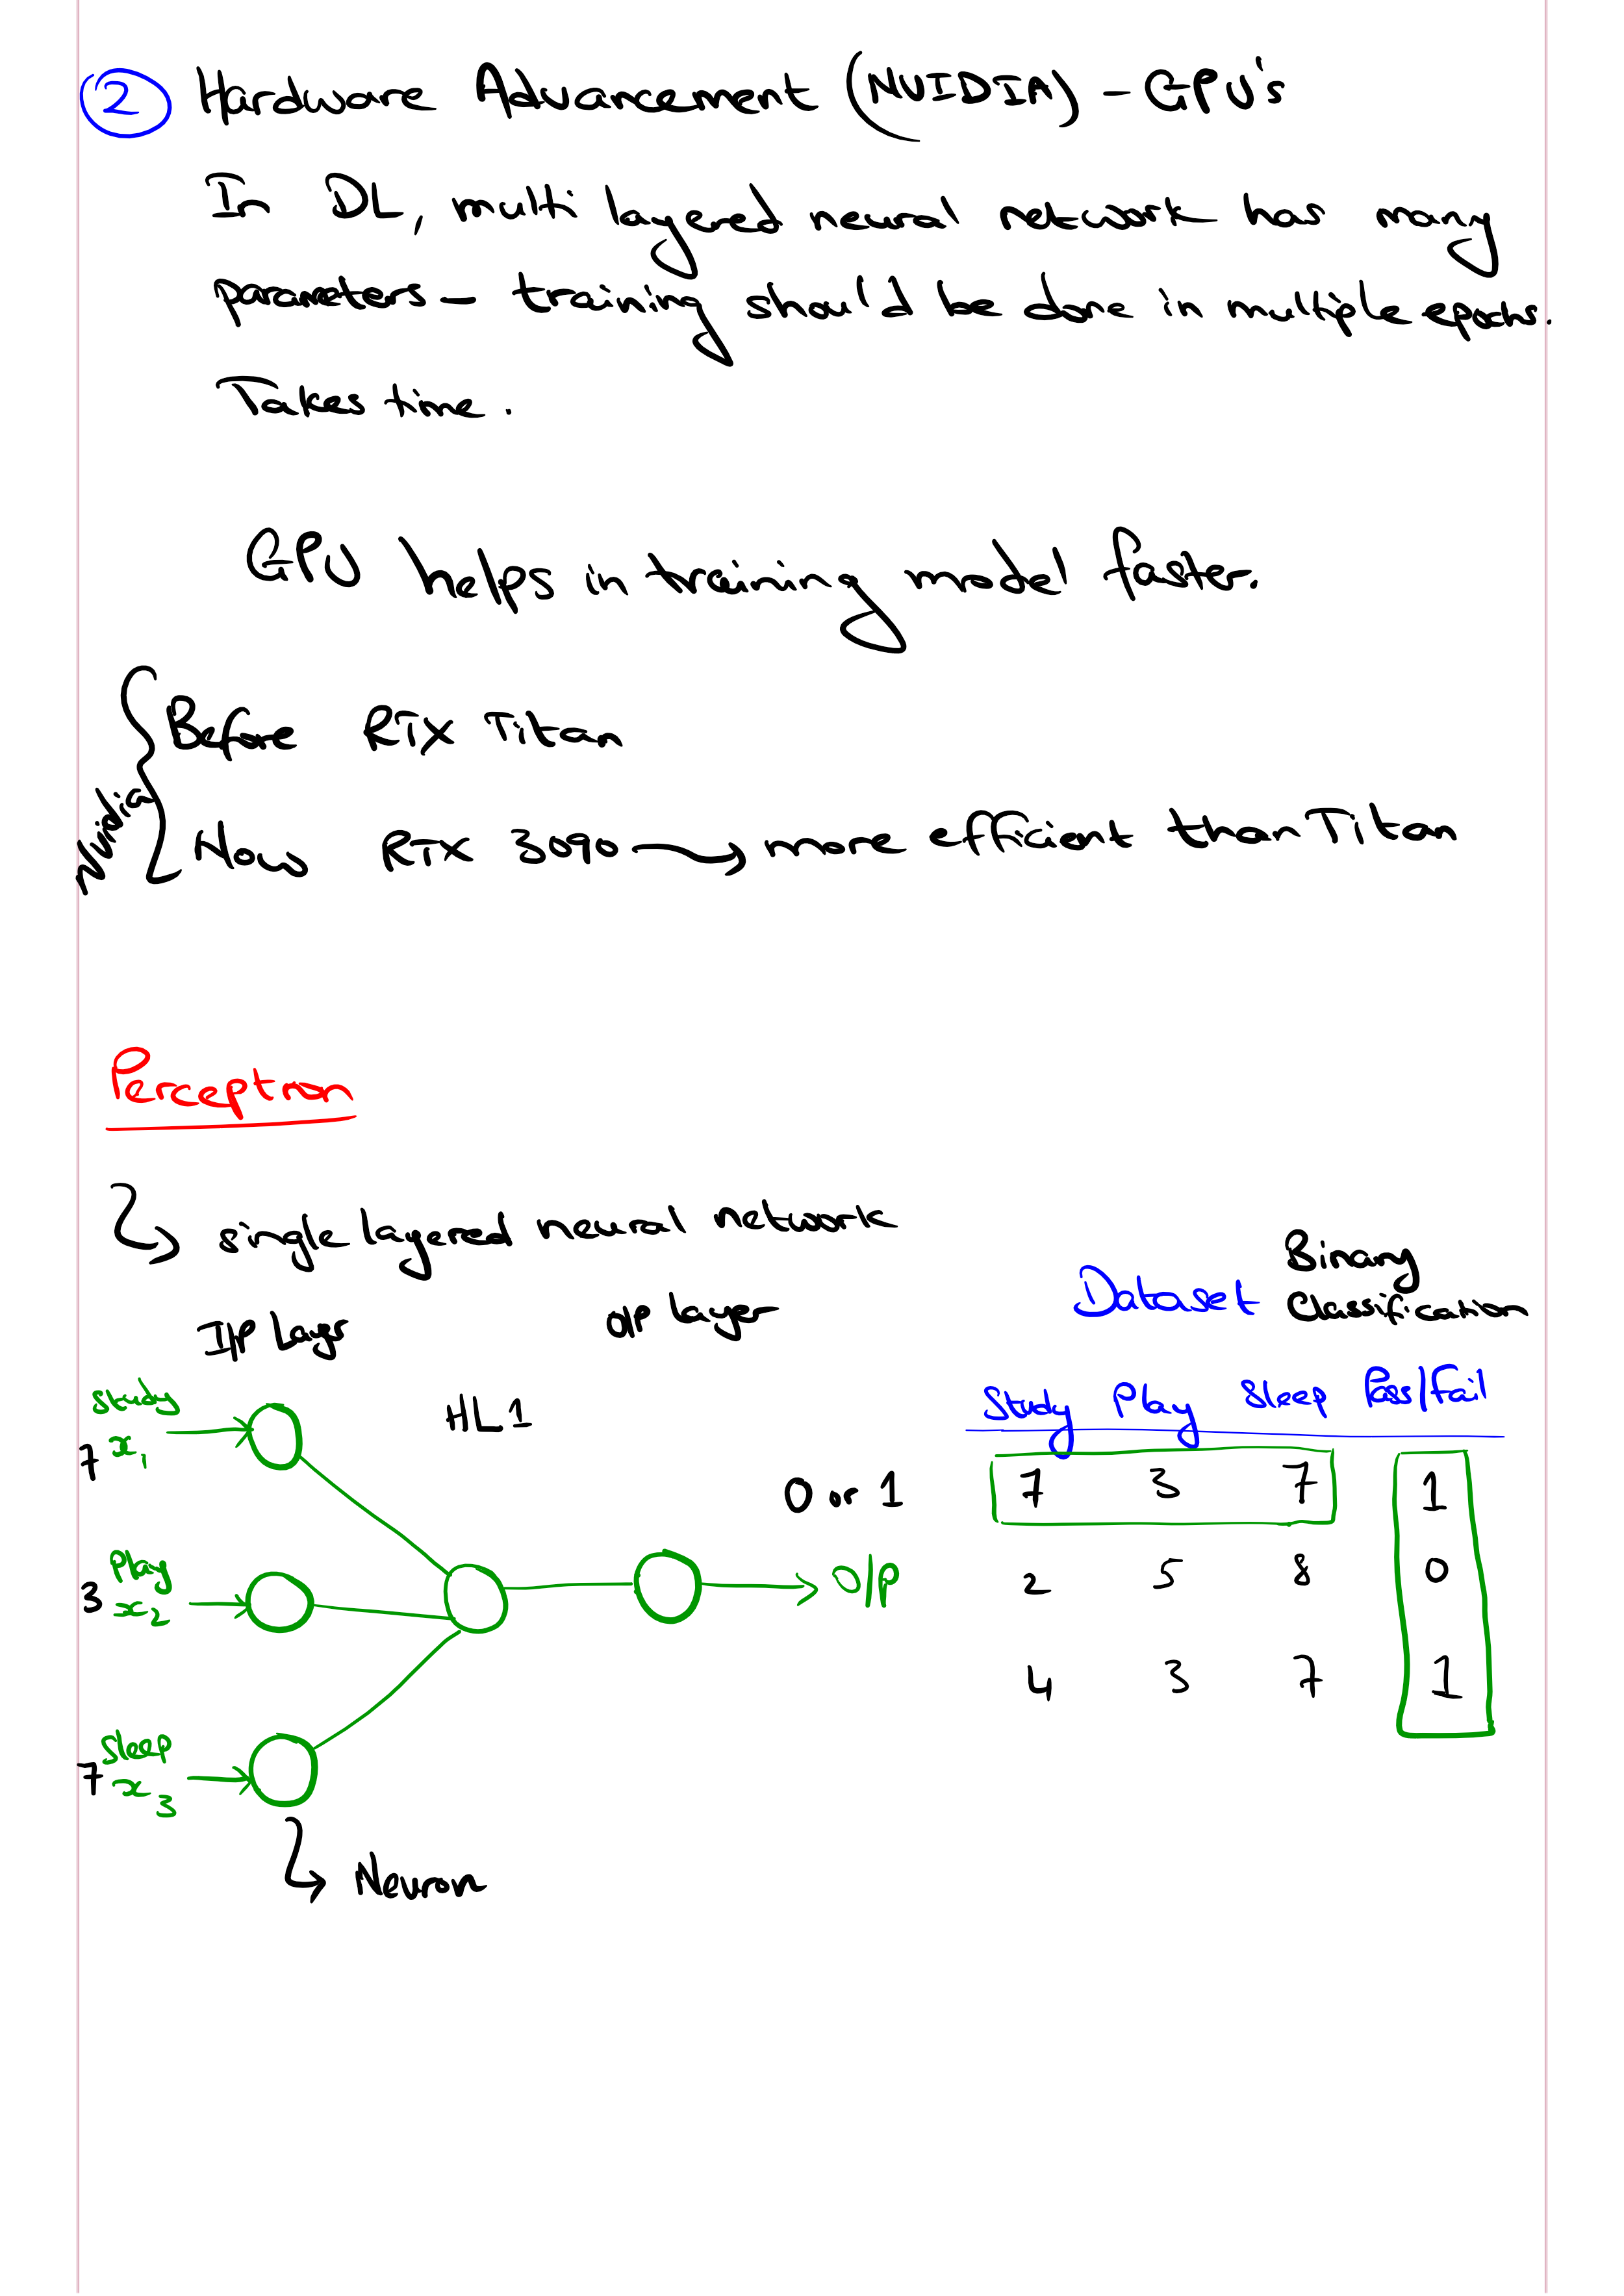 2 Hardware Advancement (NVIDIA) - GPU's
In DL, multi layered neural network has many
parameters - training should be done in multiple epochs.
Takes time.
GPU helps in training model faster.
Nvidia
Before RTX Titan
Now RTX 3090 → more efficient than Titan
Perceptron
↳ single layered neural network
I/P Layer O/P layer
HL1
Study
7 x₁
Play
3 x₂
Sleep
7 x₃
0 or 1
→ O/P
↳ Neuron
Dataset Binary
Classification
Study Play Sleep Pass/Fail
7 3 7 1
2 5 8 0
4 3 7 1